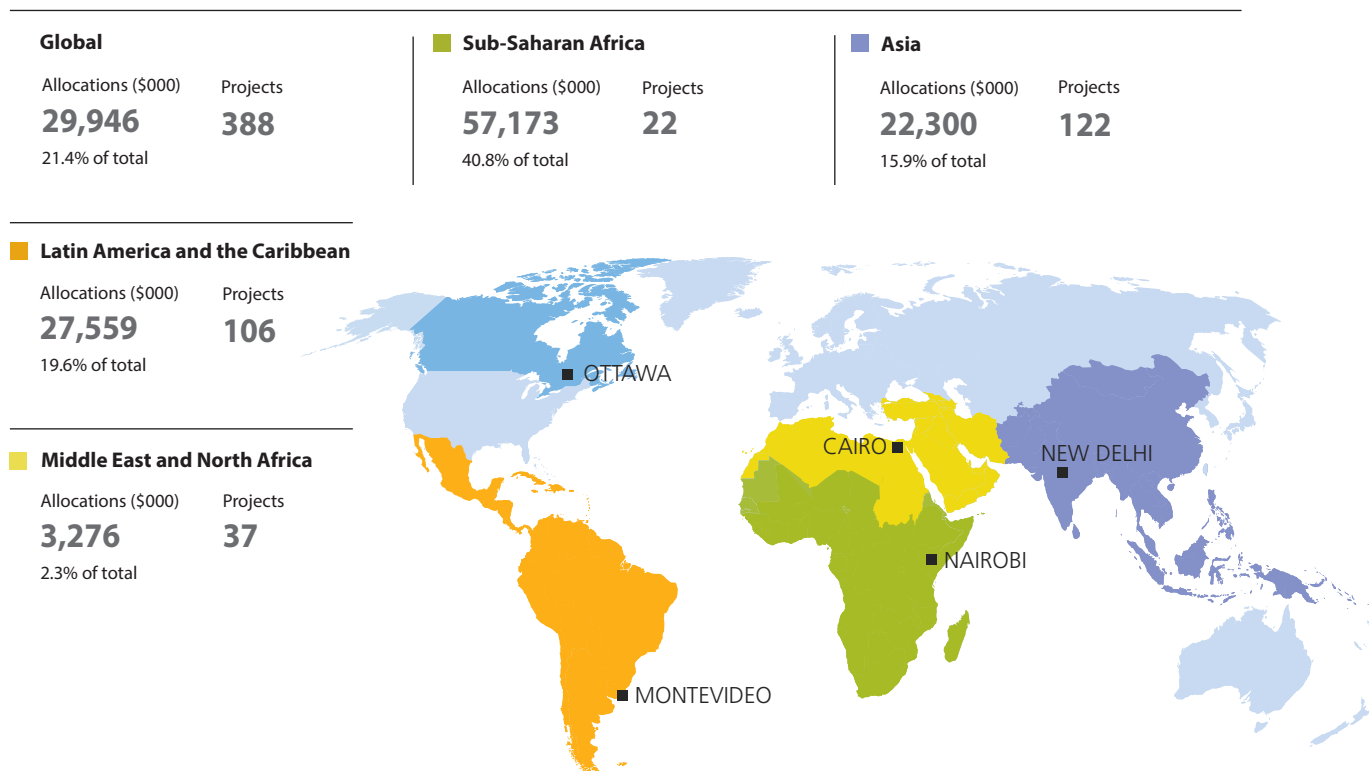 Global
Allocations ($000) Projects
29,946 388
21.4% of total
Sub-Saharan Africa
Allocations ($000) Projects
57,173 22
40.8% of total
Asia
Allocations ($000) Projects
22,300 122
15.9% of total
Latin America and the Caribbean
Allocations ($000) Projects
27,559 106
19.6% of total
Middle East and North Africa
Allocations ($000) Projects
3,276 37
2.3% of total
OTTAWA
CAIRO
NEW DELHI
NAIROBI
MONTEVIDEO